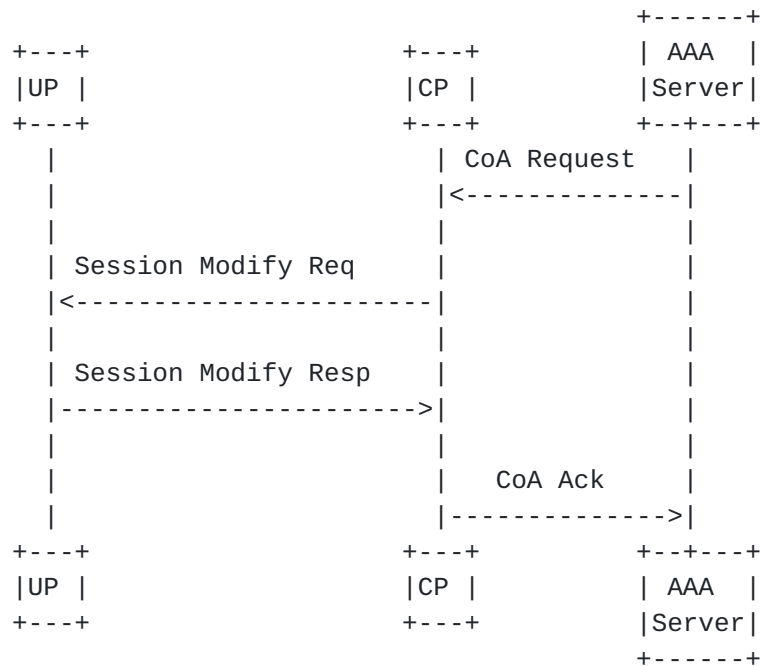 AAA
UP CP Server
CoA Request
Session Modify Req
Session Modify Resp
CoA Ack
UP CP AAA
Server